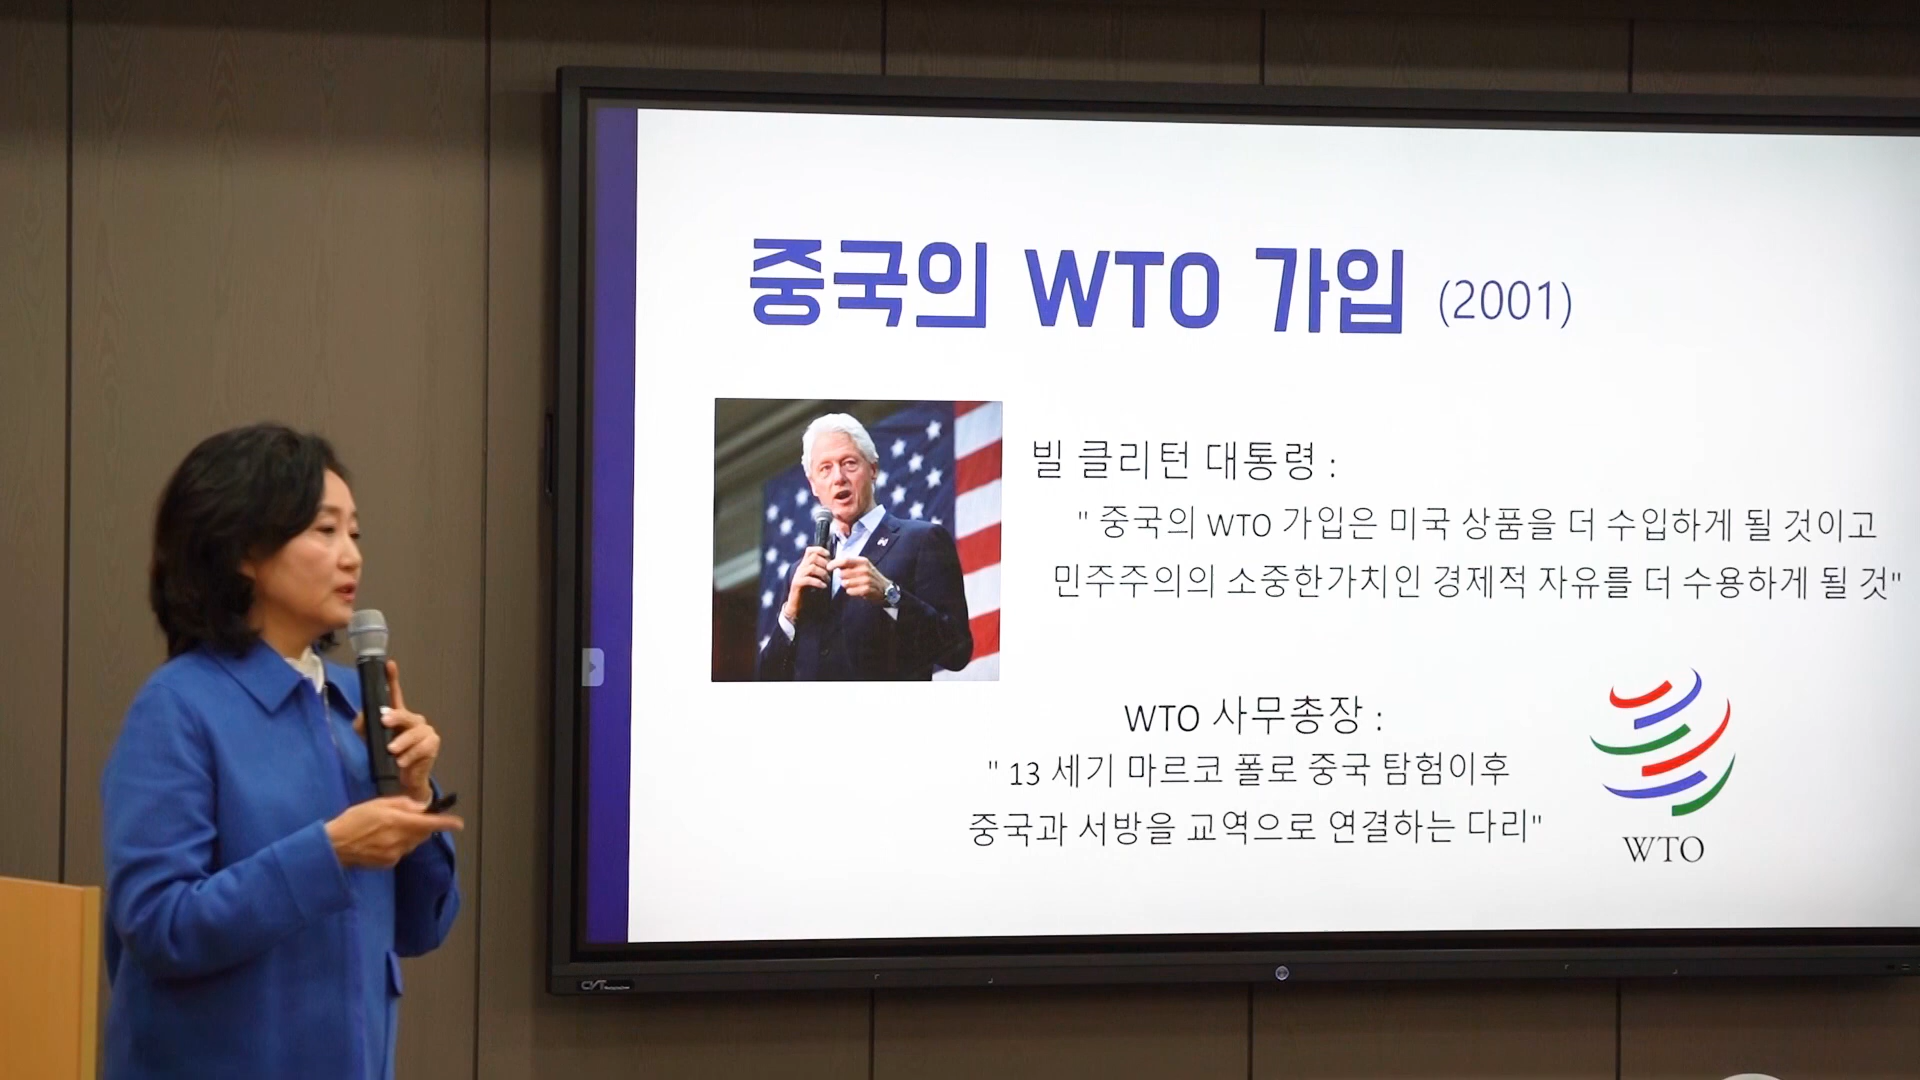 중국의 WTO 가입 (2001)
빌 클리턴 대통령 :
" 중국의 WTO 가입은 미국 상품을 더 수입하게 될 것이고
민주주의의 소중한가치인 경제적 자유를 더 수용하게 될 것"
WTO 사무총장 :
" 13 세기 마르코 폴로 중국 탐험이후
중국과 서방을 교역으로 연결하는 다리"
WTO